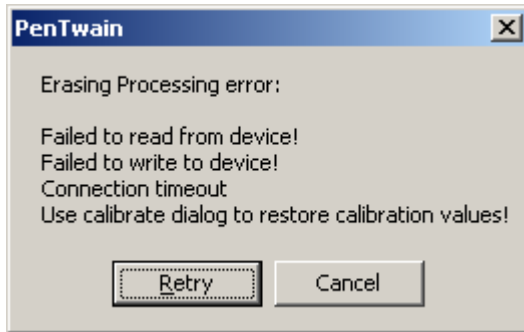 PenTwain
Erasing Processing error:
Failed to read from device!
Failed to write to device!
Connection timeout
Use calibrate dialog to restore calibration values!
Retry
Cancel